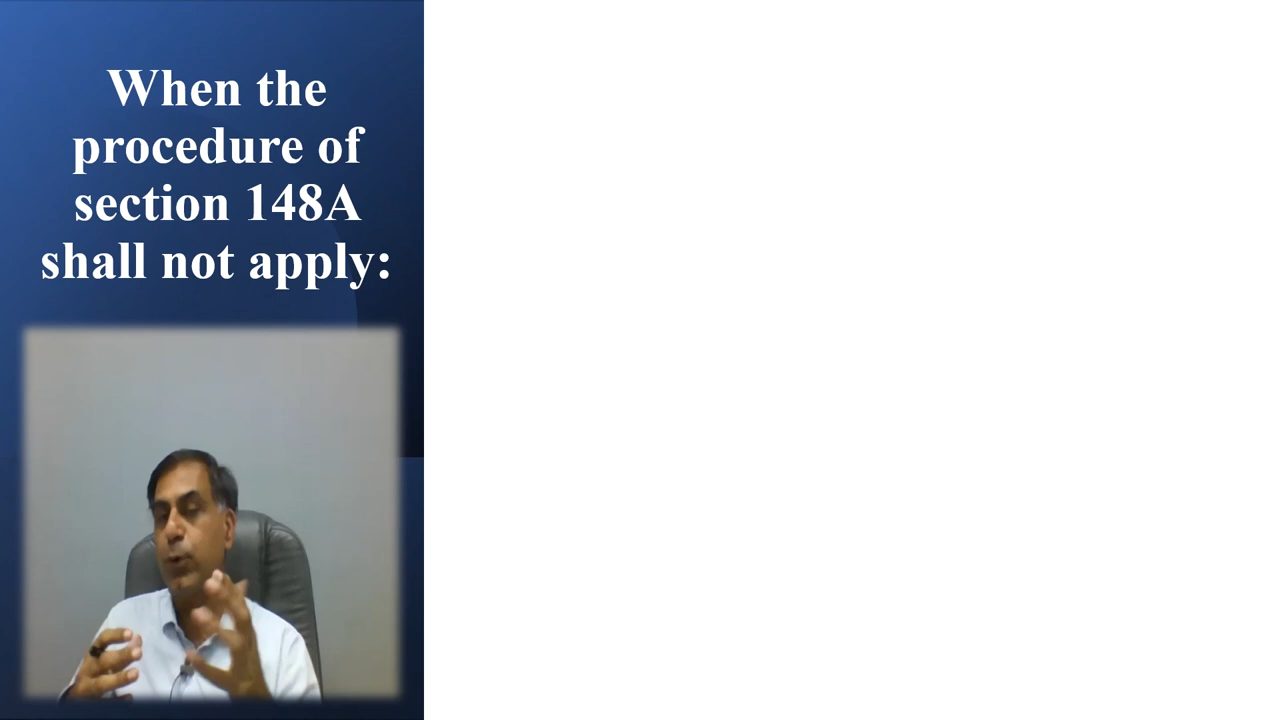 When the
procedure of
section 148A
shall not apply: